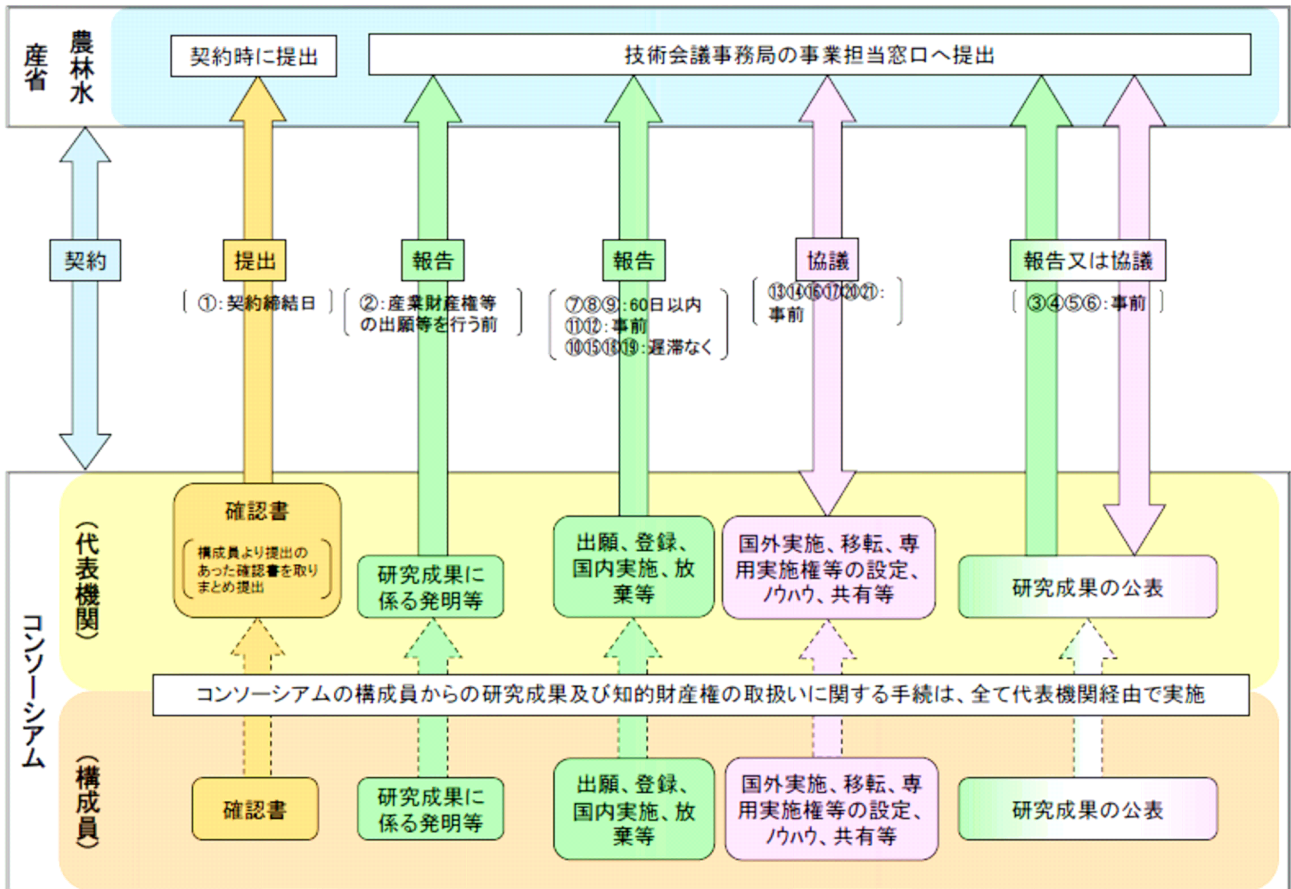 農林水
産省
契約時に提出
技術会議事務局の事業担当窓口へ提出
契約
提出
報告
報告
協議
報告又は協議
①:契約締結日
②:産業財産権等
の出願等を行う前
⑦⑧⑨:60日以内
⑪⑫:事前
⑩⑮⑱⑲:遅滞なく
⑬⑭⑯⑰⑳㉑:
事前
③④⑤⑥:事前
コンソーシアム
(代表機関)
確認書
構成員より提出の
あった確認書を取り
まとめ提出
研究成果に
係る発明等
出願、登録、
国内実施、放
棄等
国外実施、移転、専
用実施権等の設定、
ノウハウ、共有等
研究成果の公表
コンソーシアムの構成員からの研究成果及び知的財産権の取扱いに関する手続は、全て代表機関経由で実施
(構成員)
確認書
研究成果に
係る発明等
出願、登録、
国内実施、放
棄等
国外実施、移転、専
用実施権等の設定、
ノウハウ、共有等
研究成果の公表